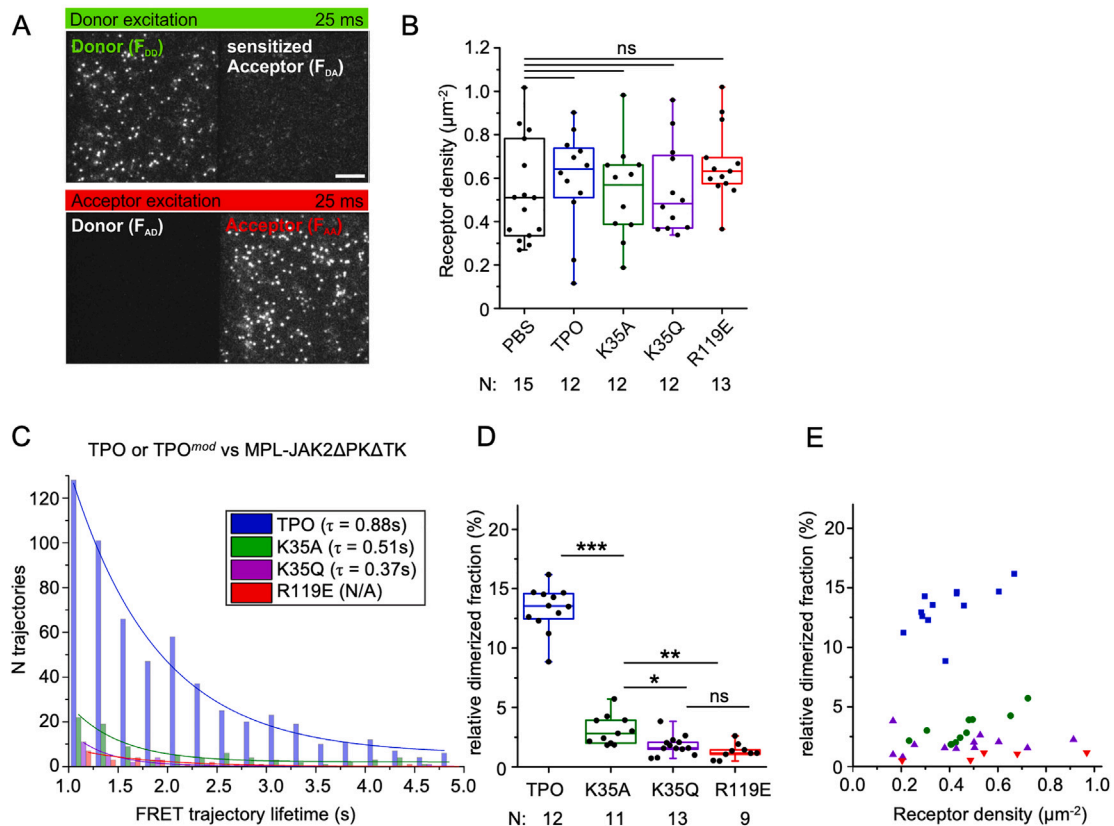 A
Donor excitation 25 ms
Donor (FDD)
sensitized
Acceptor (FDA)
Acceptor excitation 25 ms
Donor (FAD)
Acceptor (FAA)
B
ns
Receptor density (µm⁻²)
1.2
1.0
0.8
0.6
0.4
0.2
0
PBS TPO K35A K35Q R119E
N: 15 12 12 12 13
C
TPO or TPOmod vs MPL-JAK2ΔPKΔTK
N trajectories
120
100
80
60
40
20
0
TPO (τ = 0.88s)
K35A (τ = 0.51s)
K35Q (τ = 0.37s)
R119E (N/A)
1.0 1.5 2.0 2.5 3.0 3.5 4.0 4.5 5.0
FRET trajectory lifetime (s)
D
relative dimerized fraction (%)
20
15
10
5
0
***
**
*
ns
TPO K35A K35Q R119E
N: 12 11 13 9
E
relative dimerized fraction (%)
20
15
10
5
0
0.0 0.2 0.4 0.6 0.8 1.0
Receptor density (µm⁻²)